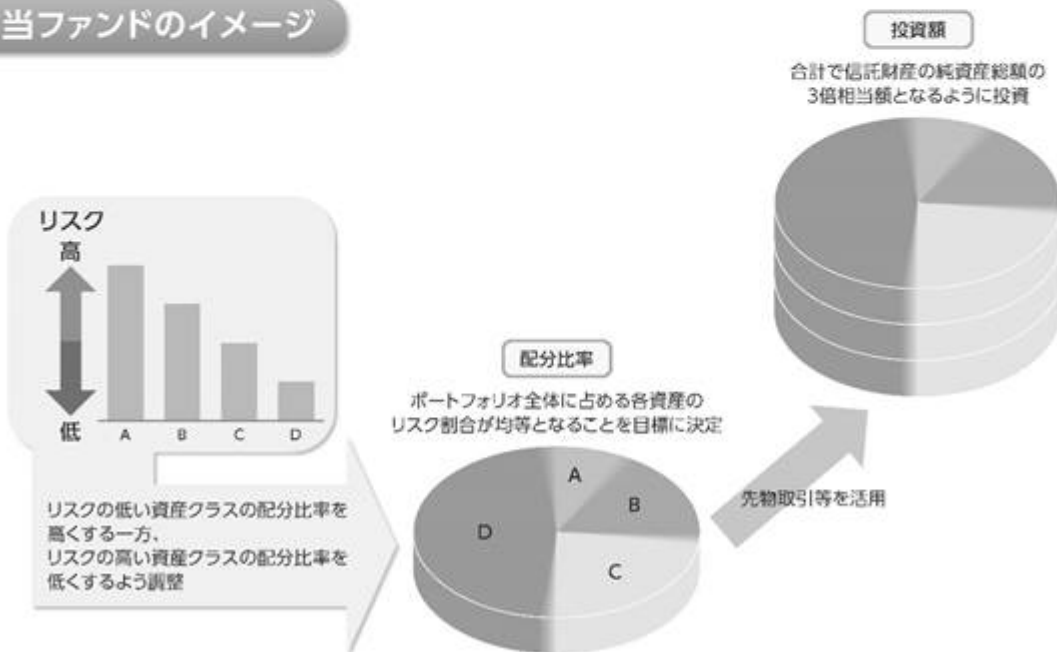 当ファンドのイメージ
リスク
高
低
A
B
C
D
リスクの低い資産クラスの配分比率を
高くする一方、
リスクの高い資産クラスの配分比率を
低くするよう調整
配分比率
ポートフォリオ全体に占める各資産の
リスク割合が均等となることを目標に決定
A
B
C
D
先物取引等を活用
投資額
合計で信託財産の純資産総額の
3倍相当額となるように投資